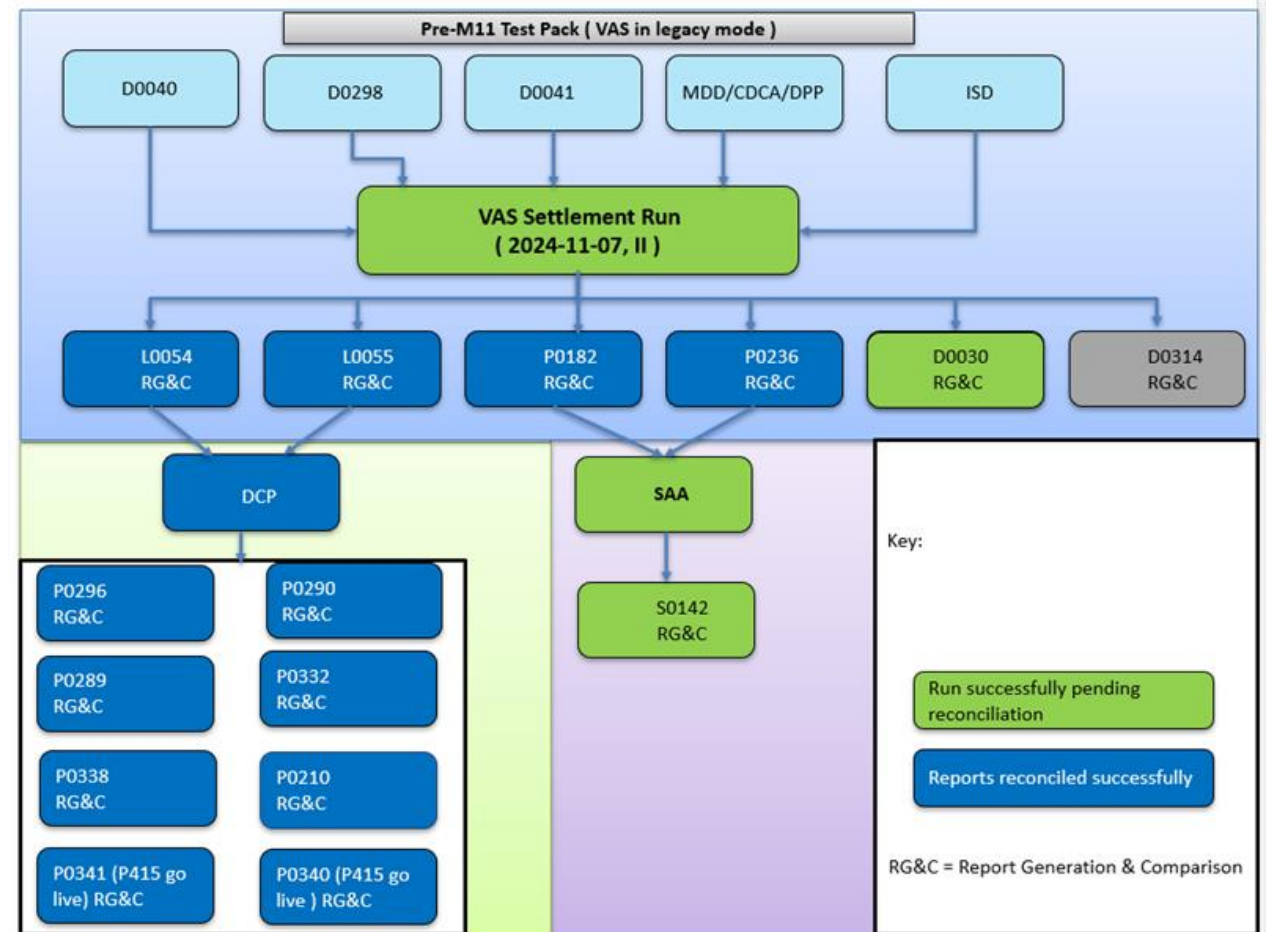 Pre-M11 Test Pack ( VAS in legacy mode )
D0040
D0298
D0041
MDD/CDCA/DPP
ISD
VAS Settlement Run
( 2024-11-07, II )
L0054
RG&C
L0055
RG&C
P0182
RG&C
P0236
RG&C
D0030
RG&C
D0314
RG&C
DCP
SAA
P0296
RG&C
P0290
RG&C
P0289
RG&C
P0332
RG&C
P0338
RG&C
P0210
RG&C
P0341 (P415 go
live) RG&C
P0340 (P415 go
live ) RG&C
S0142
RG&C
Key:
Run successfully pending
reconciliation
Reports reconciled successfully
RG&C = Report Generation & Comparison